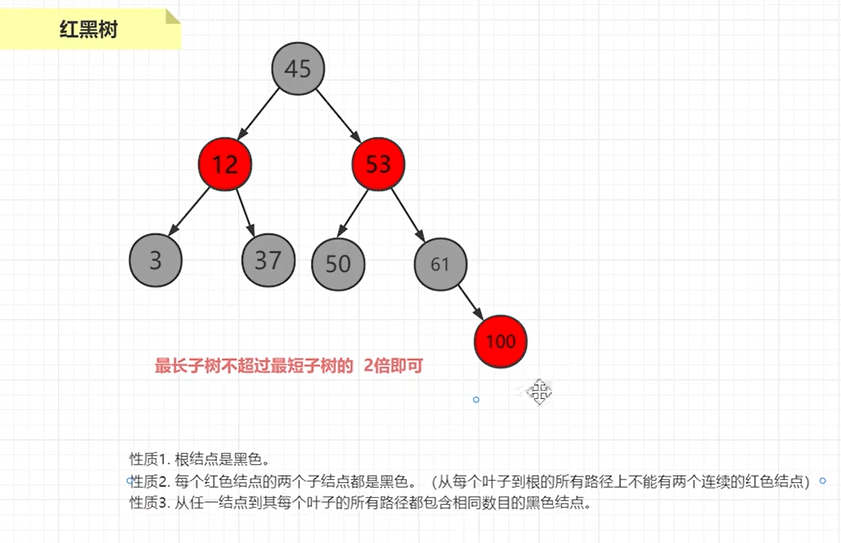 红黑树
45
12
53
3
37
50
61
100
最长子树不超过最短子树的 2倍即可
性质1. 根结点是黑色。
性质2. 每个红色结点的两个子结点都是黑色。（从每个叶子到根的所有路径上不能有两个连续的红色结点）
性质3. 从任一结点到其每个叶子的所有路径都包含相同数目的黑色结点。